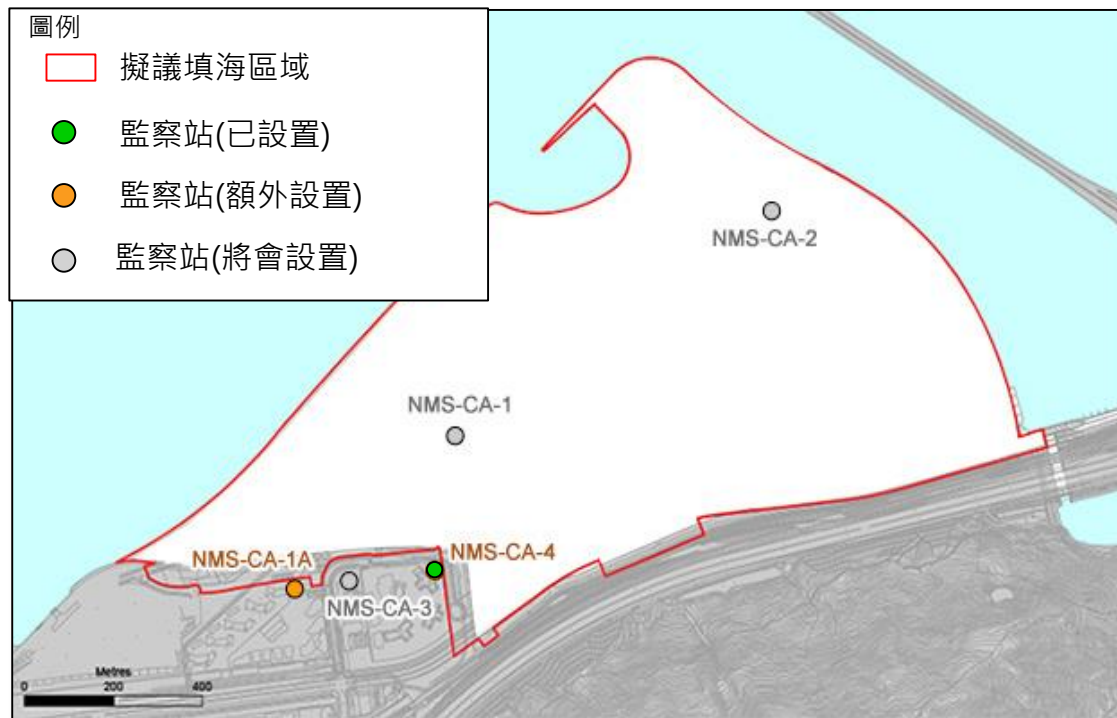 圖例
擬議填海區域
監察站(已設置)
監察站(額外設置)
監察站(將會設置)
NMS-CA-2
NMS-CA-1
NMS-CA-1A
NMS-CA-4
NMS-CA-3
Metres
0 200 400